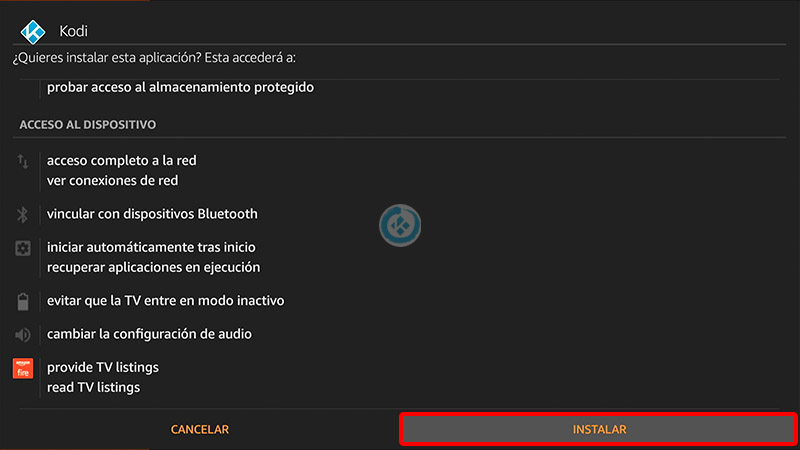 Kodi
¿Quieres instalar esta aplicación? Esta accederá a:
probar acceso al almacenamiento protegido
ACCESO AL DISPOSITIVO
acceso completo a la red
ver conexiones de red
vincular con dispositivos Bluetooth
iniciar automáticamente tras inicio
recuperar aplicaciones en ejecución
evitar que la TV entre en modo inactivo
cambiar la configuración de audio
provide TV listings
fire
read TV listings
CANCELAR
INSTALAR